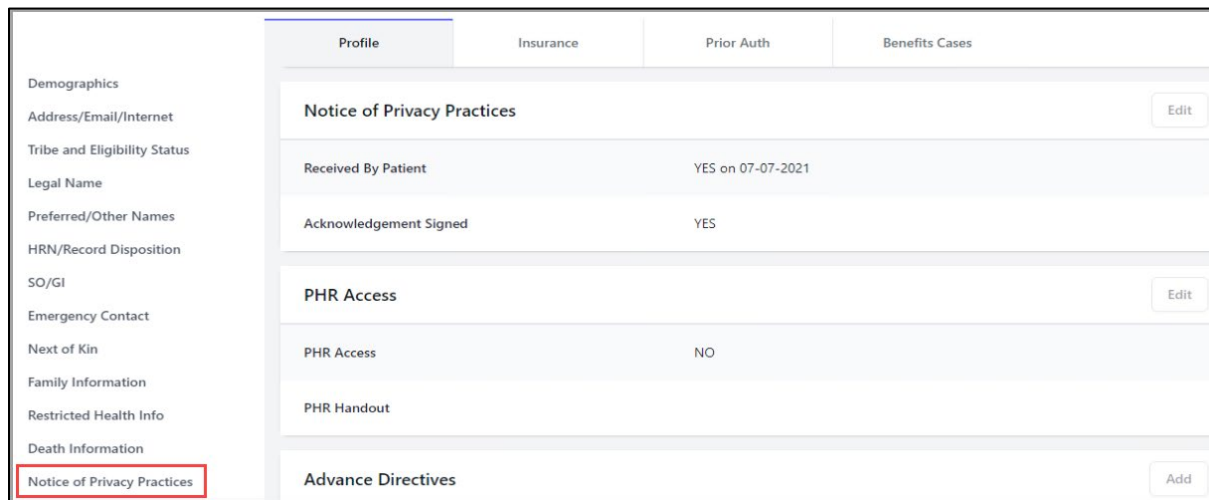 Profile Insurance Prior Auth Benefits Cases
Demographics
Address/Email/Internet
Tribe and Eligibility Status
Legal Name
Preferred/Other Names
HRN/Record Disposition
SO/GI
Emergency Contact
Next of Kin
Family Information
Restricted Health Info
Death Information
Notice of Privacy Practices
Notice of Privacy Practices Edit
Received By Patient YES on 07-07-2021
Acknowledgement Signed YES
PHR Access Edit
PHR Access NO
PHR Handout
Advance Directives Add